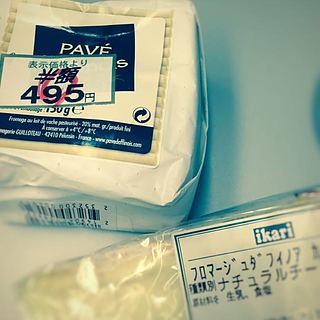 PAVÉ
表示価格より
半額
495円
150g℮
Fromage au lait de vache pasteurisé - 20% mat. gr./produit fini
A conserver à +4°C/+8°C
Fromagerie GUILLOTEAU - 42410 Pélussin - France - www.pavedaffinois.com
ikari
フロマージュダフィノア カ
種類別ナチュラルチー
原材料名 生乳、食塩